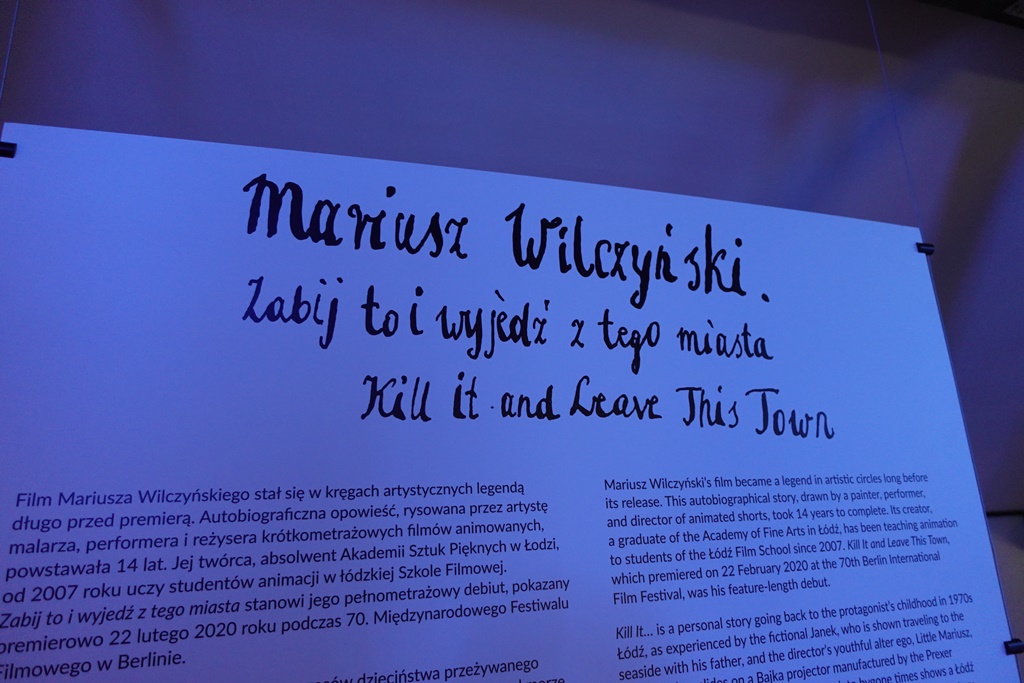 Mariusz Wilczyński.
Zabij to i wyjedź z tego miasta
Kill it and Leave This Town
Film Mariusza Wilczyńskiego stał się w kręgach artystycznych legendą
długo przed premierą. Autobiograficzna opowieść, rysowana przez artystę
malarza, performera i reżysera krótkometrażowych filmów animowanych,
powstawała 14 lat. Jej twórca, absolwent Akademii Sztuk Pięknych w Łodzi,
od 2007 roku uczy studentów animacji w łódzkiej Szkole Filmowej.
Zabij to i wyjedź z tego miasta stanowi jego pełnometrażowy debiut, pokazany
premierowo 22 lutego 2020 roku podczas 70. Międzynarodowego Festiwalu
Filmowego w Berlinie.
dzieciństwa przeżywanego
Mariusz Wilczyński's film became a legend in artistic circles long before
its release. This autobiographical story, drawn by a painter, performer,
and director of animated shorts, took 14 years to complete. Its creator,
a graduate of the Academy of Fine Arts in Łódź, has been teaching animation
to students of the Łódź Film School since 2007. Kill It and Leave This Town,
which premiered on 22 February 2020 at the 70th Berlin International
Film Festival, was his feature-length debut.
Kill It... is a personal story going back to the protagonist's childhood in 1970s
Łódź, as experienced by the fictional Janek, who is shown traveling to the
seaside with his father, and the director's youthful alter ego, Little Mariusz,
slides on a Bajka projector manufactured by the Prexer
bygone times shows a Łódź